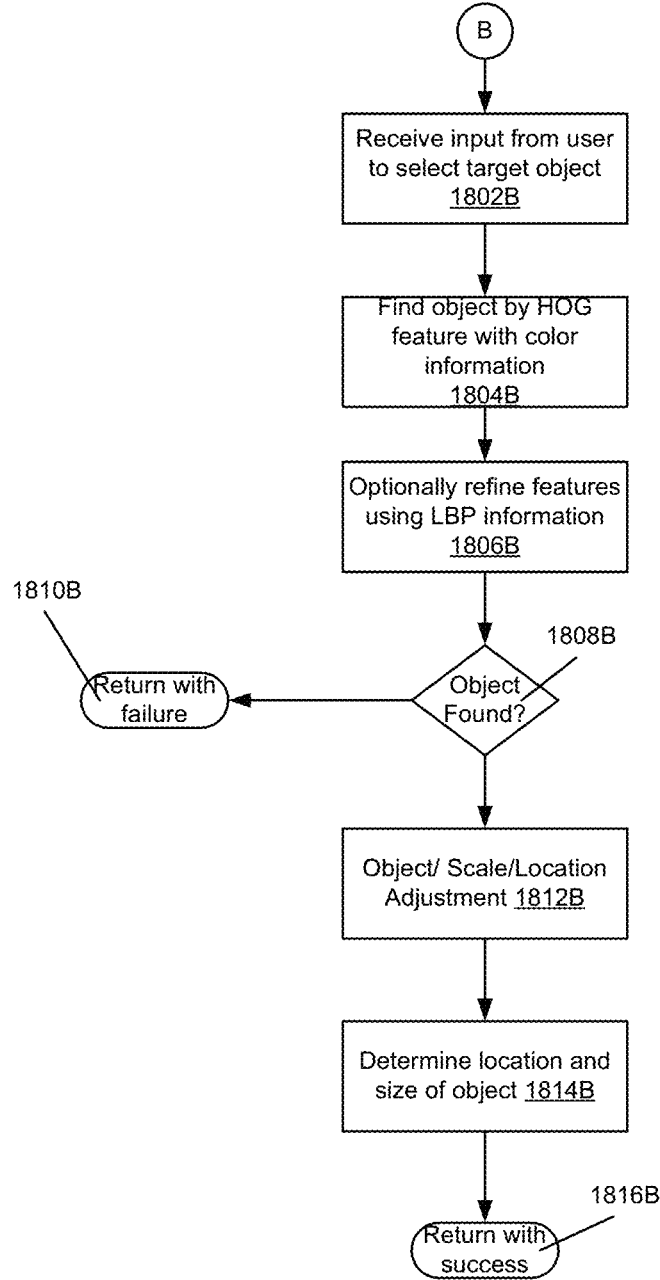 B
Receive input from user
to select target object
1802B
Find object by HOG
feature with color
information
1804B
Optionally refine features
using LBP information
1806B
1810B
1808B
Return with
failure
Object
Found?
Object/ Scale/Location
Adjustment 1812B
Determine location and
size of object 1814B
1816B
Return with
success